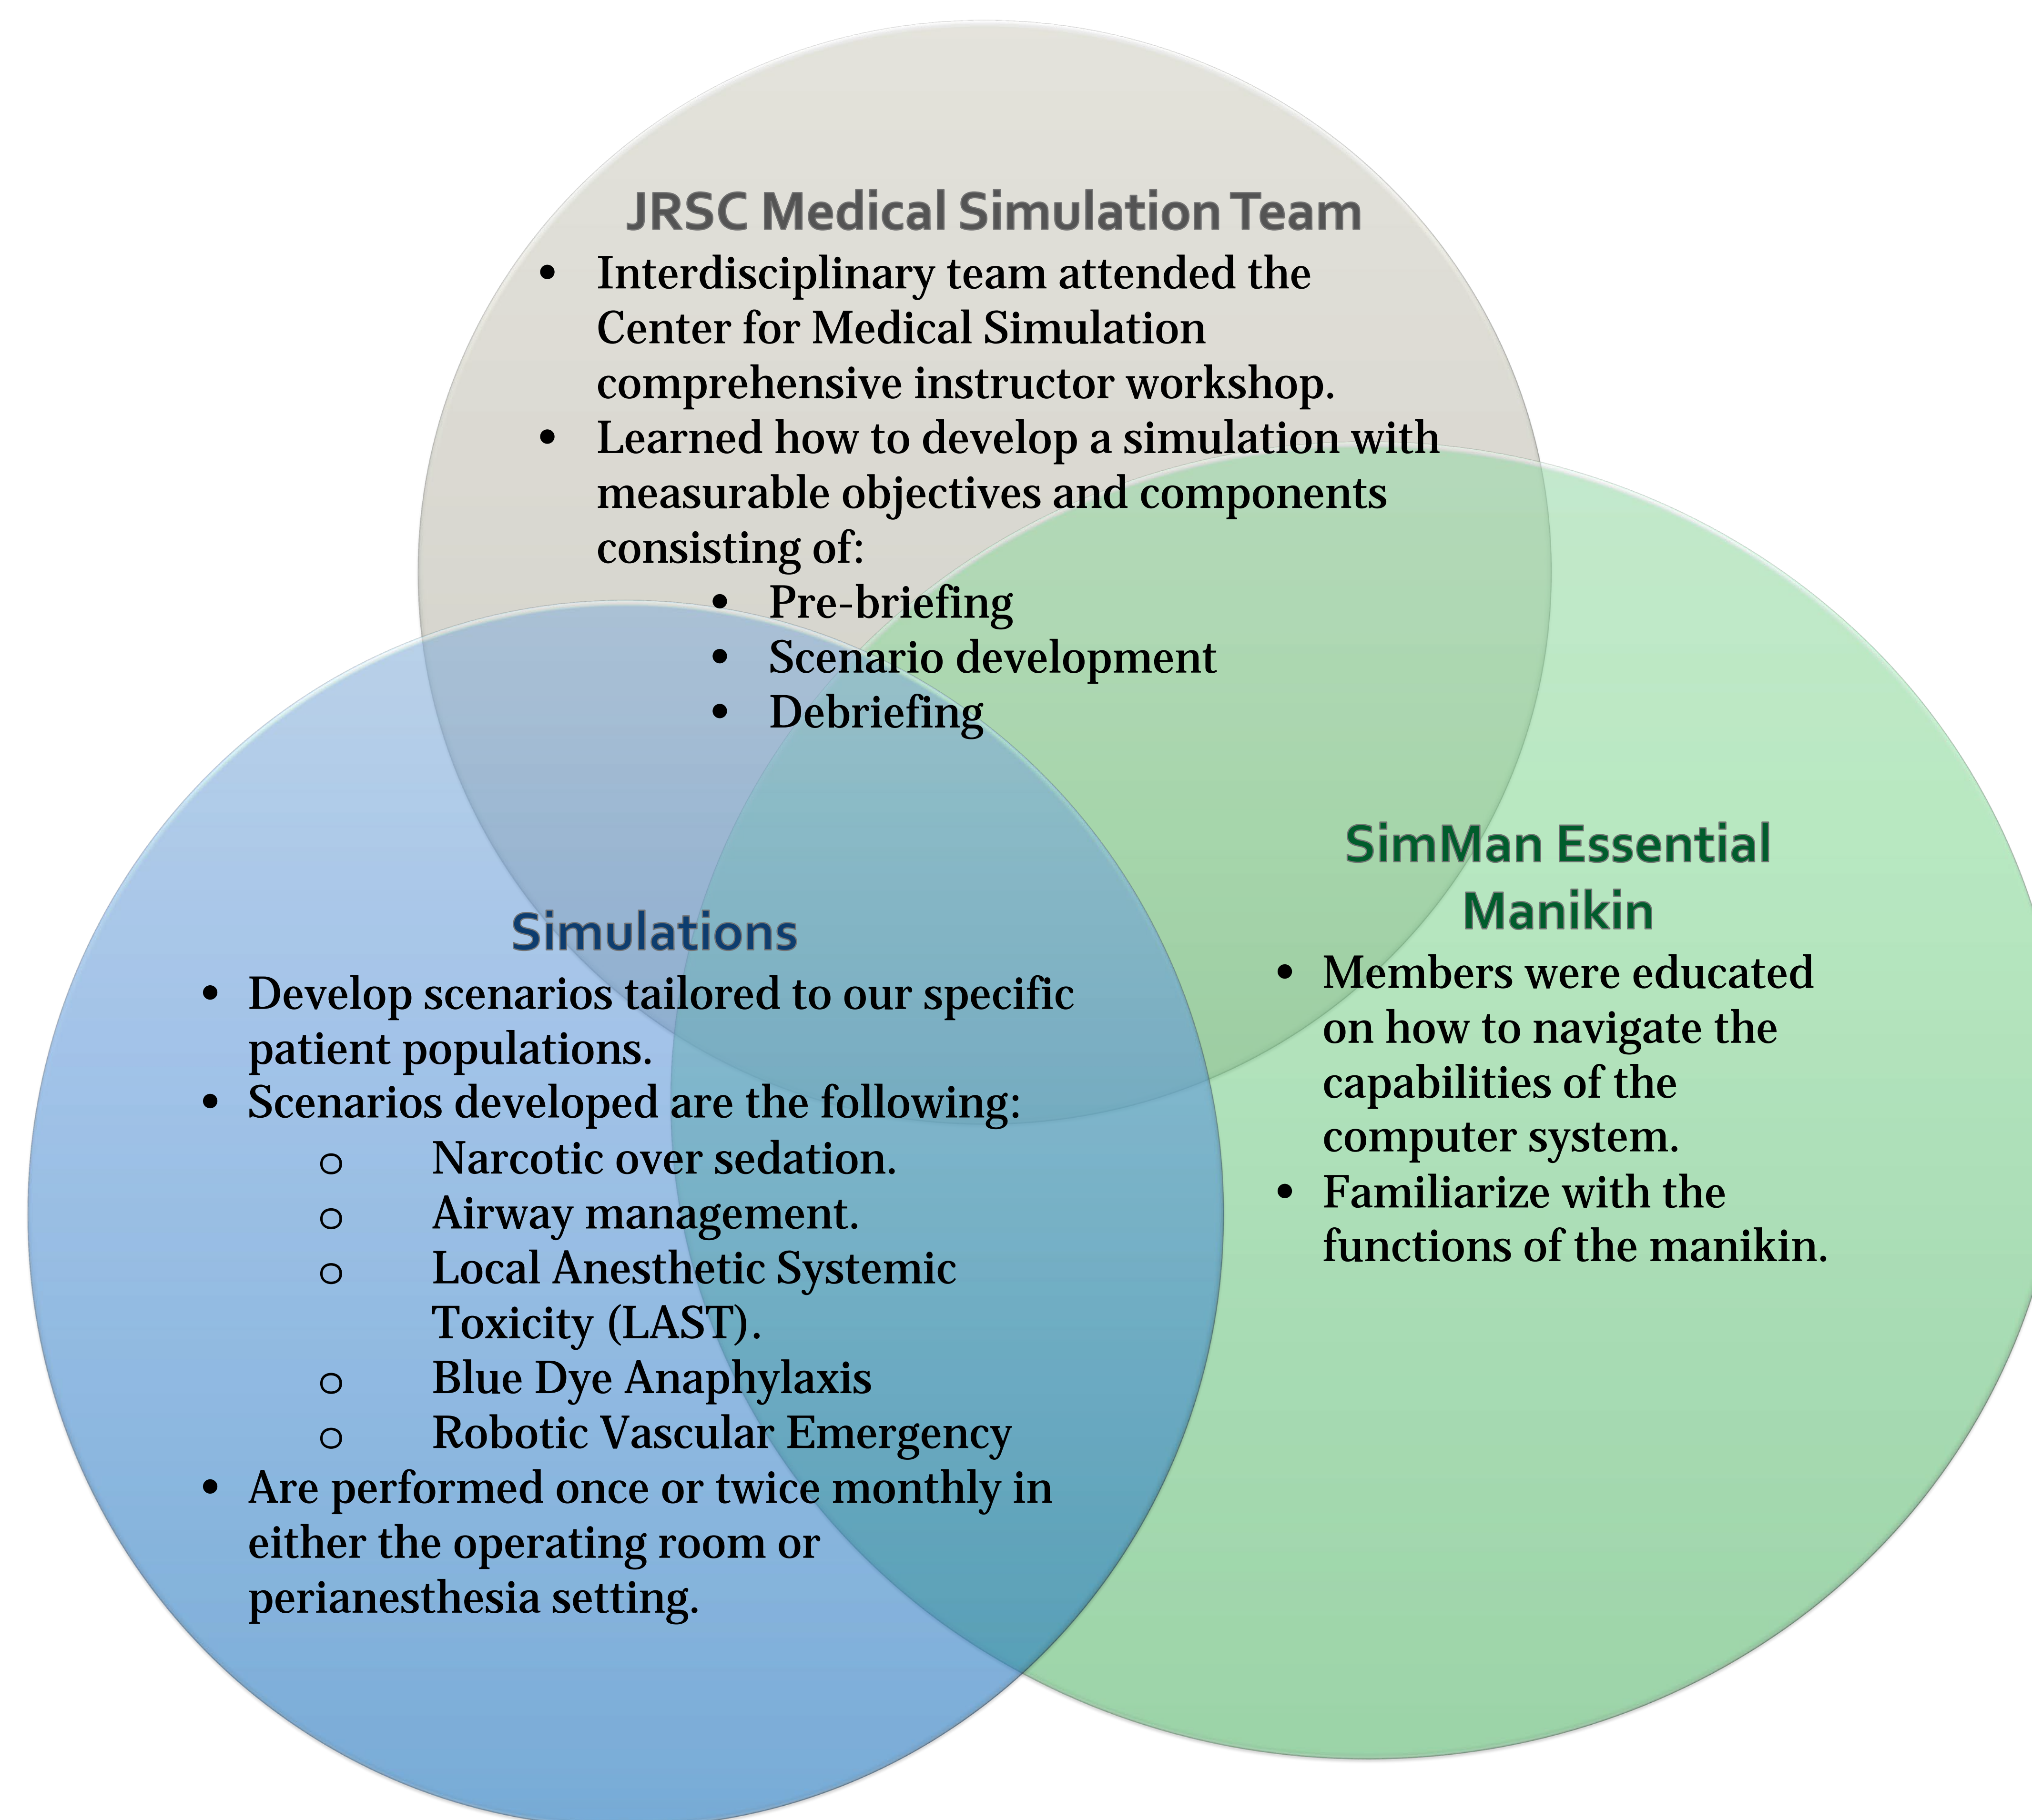 JRSC Medical Simulation Team
• Interdisciplinary team attended the
Center for Medical Simulation
comprehensive instructor workshop.
• Learned how to develop a simulation with
measurable objectives and components
consisting of:
• Pre-briefing
• Scenario development
• Debriefing
Simulations
• Develop scenarios tailored to our specific
patient populations.
• Scenarios developed are the following:
o Narcotic over sedation.
o Airway management.
o Local Anesthetic Systemic
Toxicity (LAST).
o Blue Dye Anaphylaxis
o Robotic Vascular Emergency
• Are performed once or twice monthly in
either the operating room or
perianesthesia setting.
SimMan Essential
Manikin
• Members were educated
on how to navigate the
capabilities of the
computer system.
• Familiarize with the
functions of the manikin.